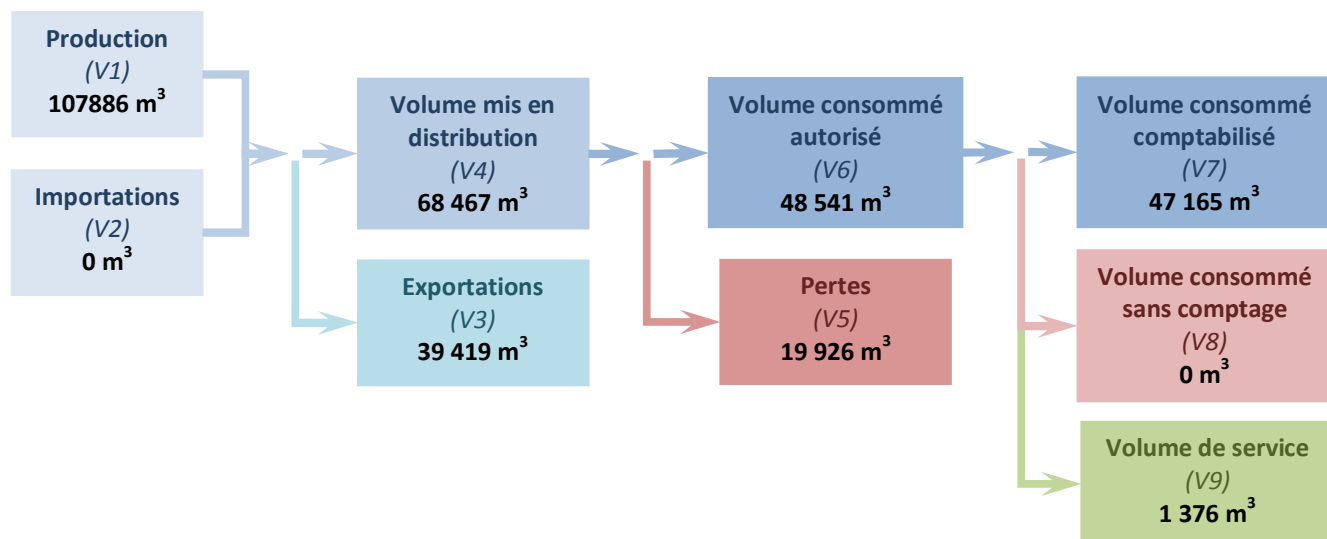 Production
(V1)
107886 m³
Importations
(V2)
0 m³
Volume mis en
distribution
(V4)
68 467 m³
Exportations
(V3)
39 419 m³
Volume consommé
autorisé
(V6)
48 541 m³
Pertes
(V5)
19 926 m³
Volume consommé
comptabilisé
(V7)
47 165 m³
Volume consommé
sans comptage
(V8)
0 m³
Volume de service
(V9)
1 376 m³